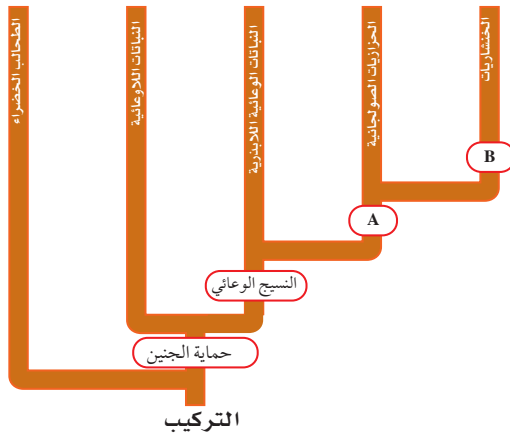 الطحالب الخضراء
النباتات اللاوعائية
النباتات الوعائية اللابذرية
الحزازيات الصولجانية
الخنشاريات
B
A
النسيج الوعائي
حماية الجنين
التركيب